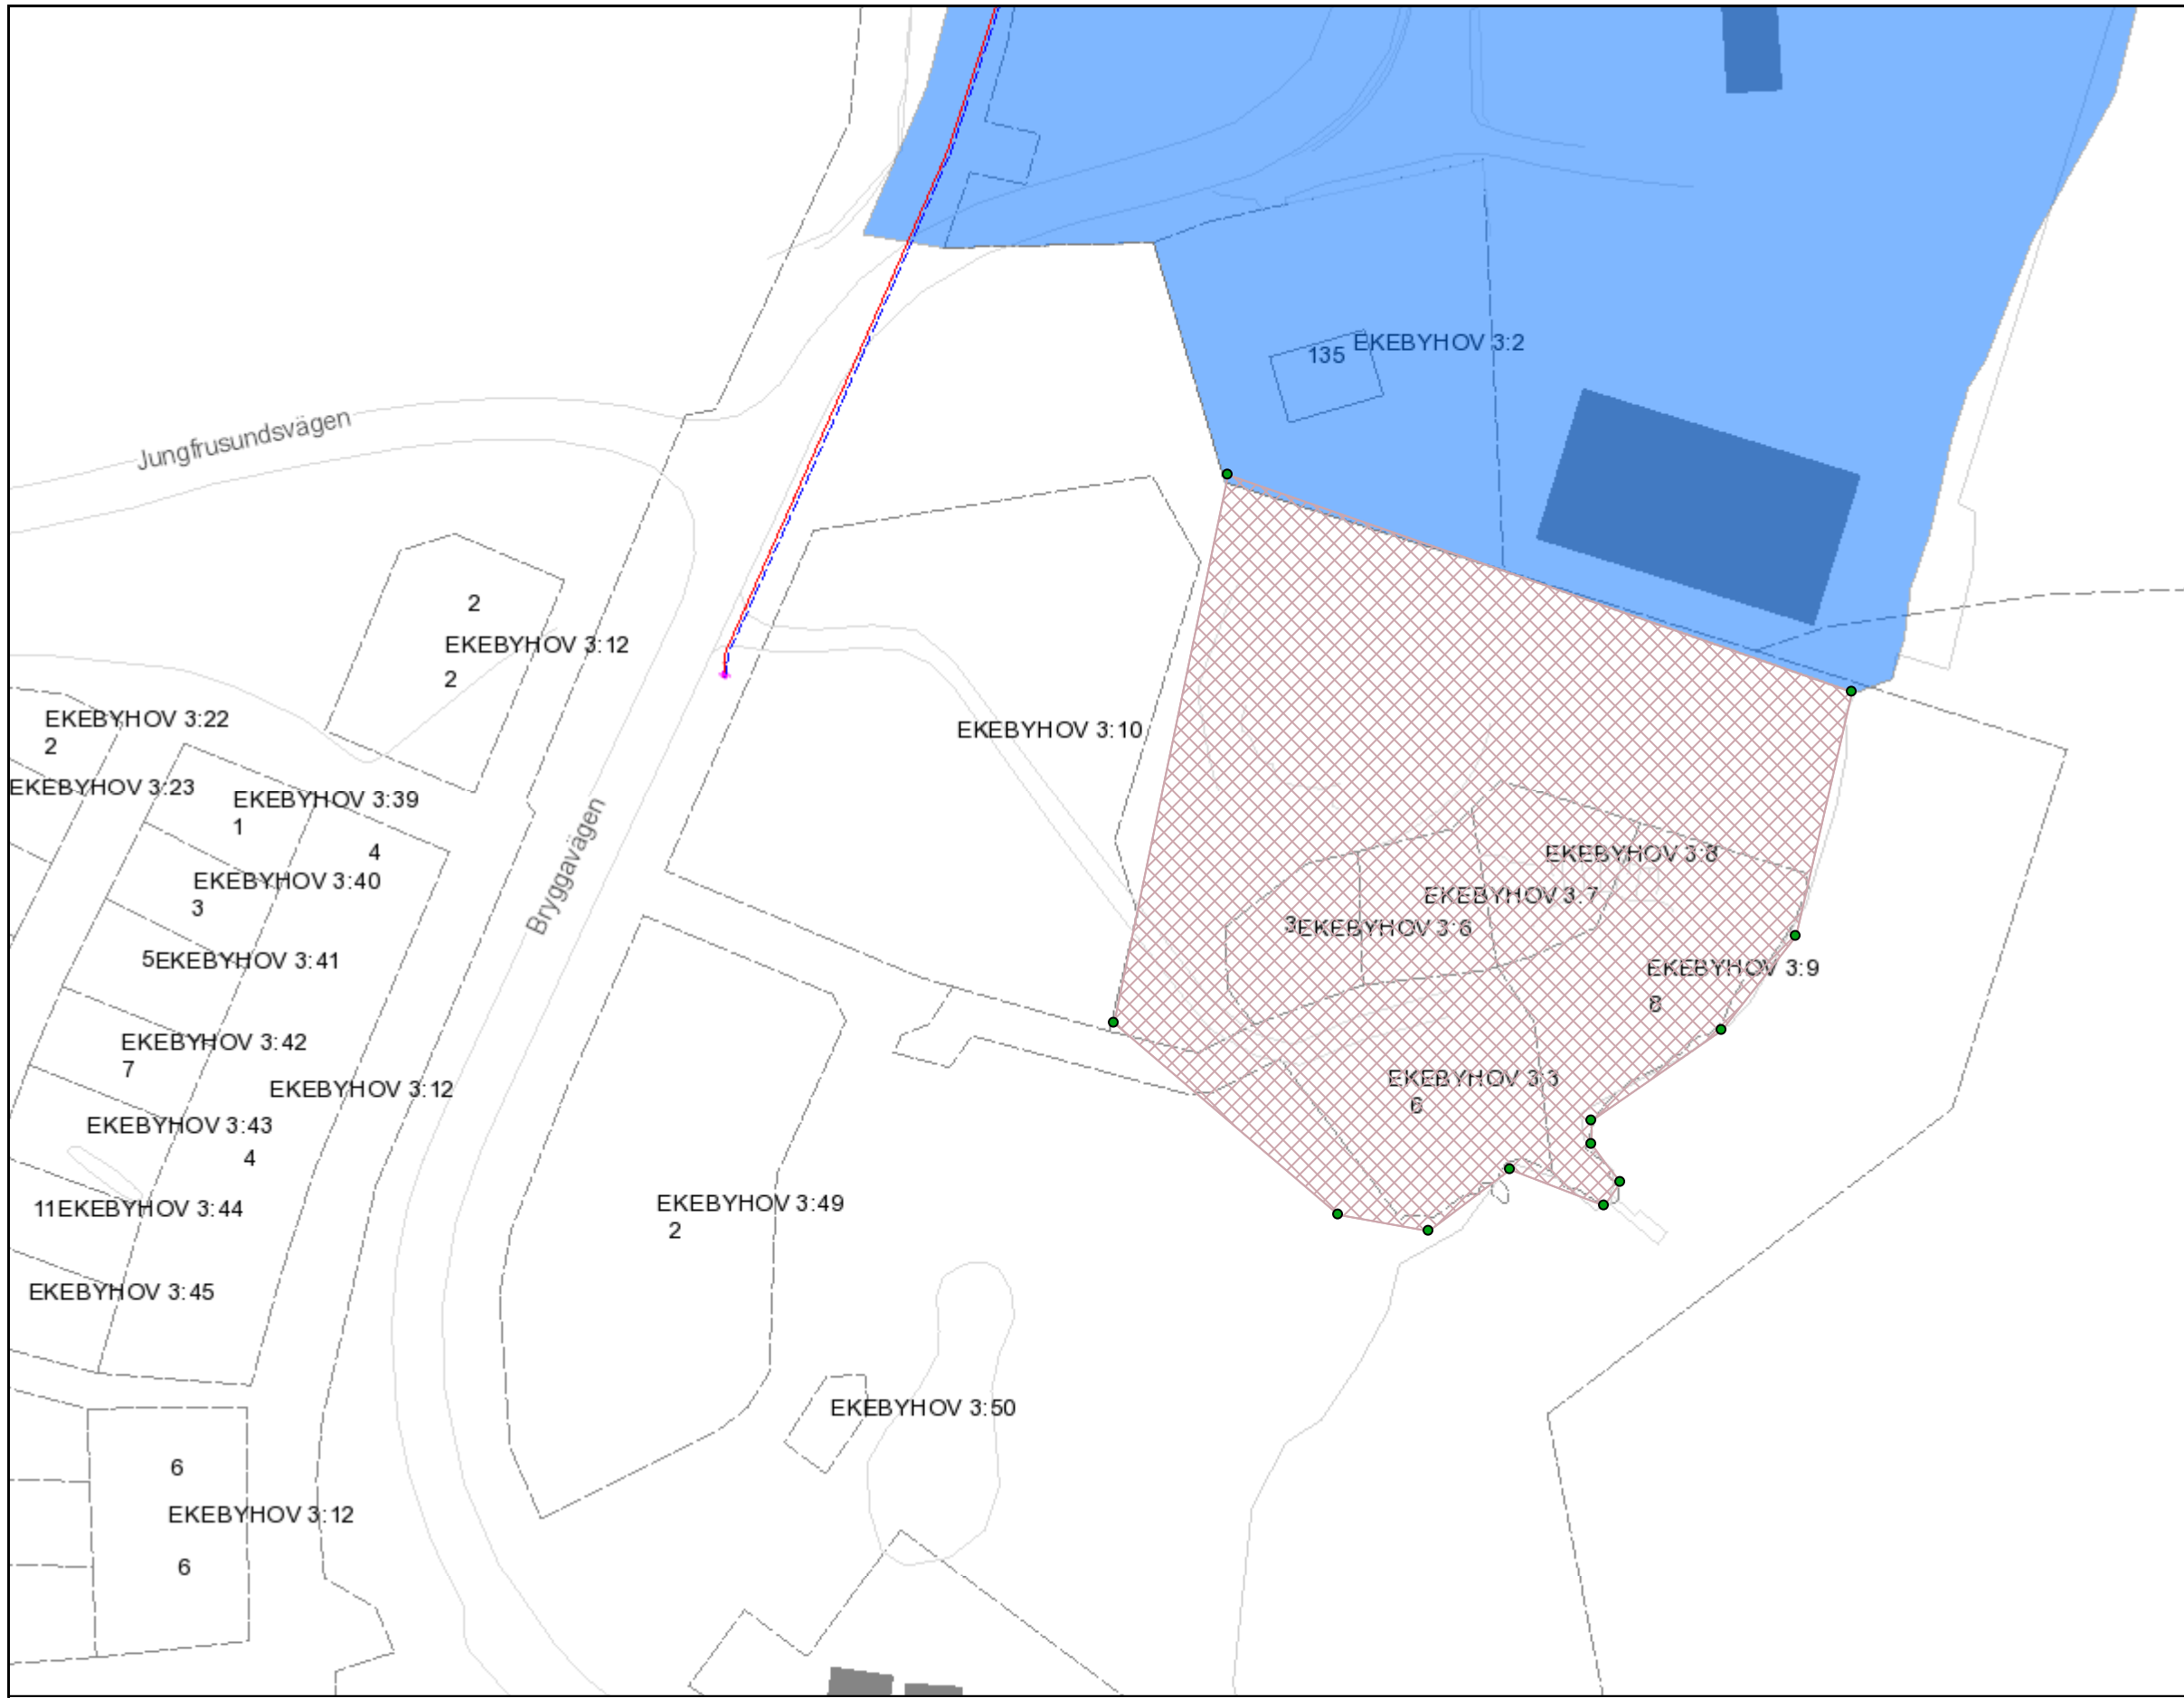 135
EKEBYHOV 3:2
Jungfrusundsvägen
2
EKEBYHOV 3:12
2
EKEBYHOV 3:22
2
EKEBYHOV 3:10
EKEBYHOV 3:23
EKEBYHOV 3:39
1
4
EKEBYHOV 3:8
EKEBYHOV 3:40
3
EKEBYHOV 3:7
Bryggavägen
3EKEBYHOV 3:6
5EKEBYHOV 3:41
EKEBYHOV 3:9
8
EKEBYHOV 3:42
7
EKEBYHOV 3:3
6
EKEBYHOV 3:12
EKEBYHOV 3:43
4
11EKEBYHOV 3:44
EKEBYHOV 3:49
2
EKEBYHOV 3:45
EKEBYHOV 3:50
6
EKEBYHOV 3:12
6